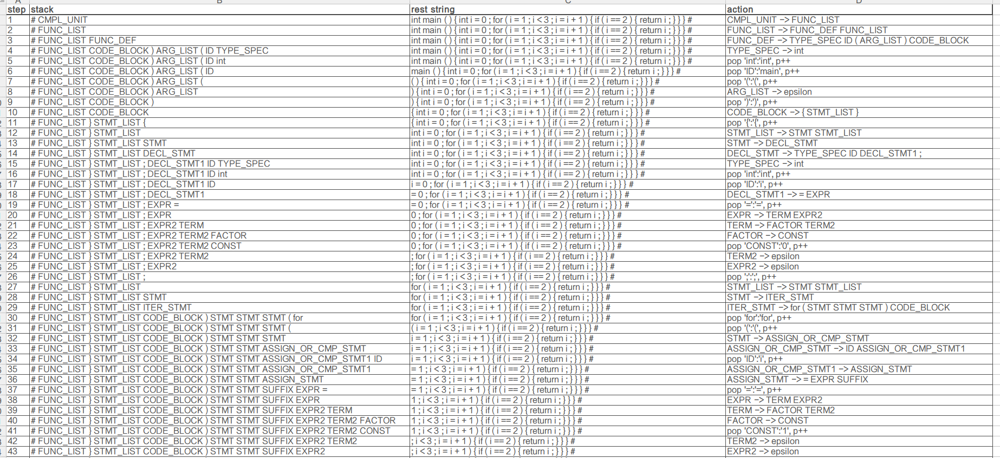 step stack rest string action
1 # CMPL_UNIT int main ( ) { int i = 0 ; for ( i = 1 ; i < 3 ; i = i + 1 ) { if ( i == 2 ) { return i ; } } } # CMPL_UNIT -> FUNC_LIST
2 # FUNC_LIST int main ( ) { int i = 0 ; for ( i = 1 ; i < 3 ; i = i + 1 ) { if ( i == 2 ) { return i ; } } } # FUNC_LIST -> FUNC_DEF FUNC_LIST
3 # FUNC_LIST FUNC_DEF int main ( ) { int i = 0 ; for ( i = 1 ; i < 3 ; i = i + 1 ) { if ( i == 2 ) { return i ; } } } # FUNC_DEF -> TYPE_SPEC ID ( ARG_LIST ) CODE_BLOCK
4 # FUNC_LIST CODE_BLOCK ) ARG_LIST ( ID TYPE_SPEC int main ( ) { int i = 0 ; for ( i = 1 ; i < 3 ; i = i + 1 ) { if ( i == 2 ) { return i ; } } } # TYPE_SPEC -> int
5 # FUNC_LIST CODE_BLOCK ) ARG_LIST ( ID int int main ( ) { int i = 0 ; for ( i = 1 ; i < 3 ; i = i + 1 ) { if ( i == 2 ) { return i ; } } } # pop 'int':'int', p++
6 # FUNC_LIST CODE_BLOCK ) ARG_LIST ( ID main ( ) { int i = 0 ; for ( i = 1 ; i < 3 ; i = i + 1 ) { if ( i == 2 ) { return i ; } } } # pop 'ID':'main', p++
7 # FUNC_LIST CODE_BLOCK ) ARG_LIST ( ( ) { int i = 0 ; for ( i = 1 ; i < 3 ; i = i + 1 ) { if ( i == 2 ) { return i ; } } } # pop '(':'(', p++
8 # FUNC_LIST CODE_BLOCK ) ARG_LIST ) { int i = 0 ; for ( i = 1 ; i < 3 ; i = i + 1 ) { if ( i == 2 ) { return i ; } } } # ARG_LIST -> epsilon
9 # FUNC_LIST CODE_BLOCK ) ) { int i = 0 ; for ( i = 1 ; i < 3 ; i = i + 1 ) { if ( i == 2 ) { return i ; } } } # pop ')':')', p++
10 # FUNC_LIST CODE_BLOCK { int i = 0 ; for ( i = 1 ; i < 3 ; i = i + 1 ) { if ( i == 2 ) { return i ; } } } # CODE_BLOCK -> { STMT_LIST }
11 # FUNC_LIST } STMT_LIST { { int i = 0 ; for ( i = 1 ; i < 3 ; i = i + 1 ) { if ( i == 2 ) { return i ; } } } # pop '{':'{', p++
12 # FUNC_LIST } STMT_LIST int i = 0 ; for ( i = 1 ; i < 3 ; i = i + 1 ) { if ( i == 2 ) { return i ; } } } # STMT_LIST -> STMT STMT_LIST
13 # FUNC_LIST } STMT_LIST STMT int i = 0 ; for ( i = 1 ; i < 3 ; i = i + 1 ) { if ( i == 2 ) { return i ; } } } # STMT -> DECL_STMT
14 # FUNC_LIST } STMT_LIST DECL_STMT int i = 0 ; for ( i = 1 ; i < 3 ; i = i + 1 ) { if ( i == 2 ) { return i ; } } } # DECL_STMT -> TYPE_SPEC ID DECL_STMT1 ;
15 # FUNC_LIST } STMT_LIST ; DECL_STMT1 ID TYPE_SPEC int i = 0 ; for ( i = 1 ; i < 3 ; i = i + 1 ) { if ( i == 2 ) { return i ; } } } # TYPE_SPEC -> int
16 # FUNC_LIST } STMT_LIST ; DECL_STMT1 ID int int i = 0 ; for ( i = 1 ; i < 3 ; i = i + 1 ) { if ( i == 2 ) { return i ; } } } # pop 'int':'int', p++
17 # FUNC_LIST } STMT_LIST ; DECL_STMT1 ID i = 0 ; for ( i = 1 ; i < 3 ; i = i + 1 ) { if ( i == 2 ) { return i ; } } } # pop 'ID':'i', p++
18 # FUNC_LIST } STMT_LIST ; DECL_STMT1 = 0 ; for ( i = 1 ; i < 3 ; i = i + 1 ) { if ( i == 2 ) { return i ; } } } # DECL_STMT1 -> = EXPR
19 # FUNC_LIST } STMT_LIST ; EXPR = = 0 ; for ( i = 1 ; i < 3 ; i = i + 1 ) { if ( i == 2 ) { return i ; } } } # pop '=':'=', p++
20 # FUNC_LIST } STMT_LIST ; EXPR 0 ; for ( i = 1 ; i < 3 ; i = i + 1 ) { if ( i == 2 ) { return i ; } } } # EXPR -> TERM EXPR2
21 # FUNC_LIST } STMT_LIST ; EXPR2 TERM 0 ; for ( i = 1 ; i < 3 ; i = i + 1 ) { if ( i == 2 ) { return i ; } } } # TERM -> FACTOR TERM2
22 # FUNC_LIST } STMT_LIST ; EXPR2 TERM2 FACTOR 0 ; for ( i = 1 ; i < 3 ; i = i + 1 ) { if ( i == 2 ) { return i ; } } } # FACTOR -> CONST
23 # FUNC_LIST } STMT_LIST ; EXPR2 TERM2 CONST 0 ; for ( i = 1 ; i < 3 ; i = i + 1 ) { if ( i == 2 ) { return i ; } } } # pop 'CONST':'0', p++
24 # FUNC_LIST } STMT_LIST ; EXPR2 TERM2 ; for ( i = 1 ; i < 3 ; i = i + 1 ) { if ( i == 2 ) { return i ; } } } # TERM2 -> epsilon
25 # FUNC_LIST } STMT_LIST ; EXPR2 ; for ( i = 1 ; i < 3 ; i = i + 1 ) { if ( i == 2 ) { return i ; } } } # EXPR2 -> epsilon
26 # FUNC_LIST } STMT_LIST ; ; for ( i = 1 ; i < 3 ; i = i + 1 ) { if ( i == 2 ) { return i ; } } } # pop ';':';', p++
27 # FUNC_LIST } STMT_LIST for ( i = 1 ; i < 3 ; i = i + 1 ) { if ( i == 2 ) { return i ; } } } # STMT_LIST -> STMT STMT_LIST
28 # FUNC_LIST } STMT_LIST STMT for ( i = 1 ; i < 3 ; i = i + 1 ) { if ( i == 2 ) { return i ; } } } # STMT -> ITER_STMT
29 # FUNC_LIST } STMT_LIST ITER_STMT for ( i = 1 ; i < 3 ; i = i + 1 ) { if ( i == 2 ) { return i ; } } } # ITER_STMT -> for ( STMT STMT STMT ) CODE_BLOCK
30 # FUNC_LIST } STMT_LIST CODE_BLOCK ) STMT STMT STMT ( for for ( i = 1 ; i < 3 ; i = i + 1 ) { if ( i == 2 ) { return i ; } } } # pop 'for':'for', p++
31 # FUNC_LIST } STMT_LIST CODE_BLOCK ) STMT STMT STMT ( ( i = 1 ; i < 3 ; i = i + 1 ) { if ( i == 2 ) { return i ; } } } # pop '(':'(', p++
32 # FUNC_LIST } STMT_LIST CODE_BLOCK ) STMT STMT STMT i = 1 ; i < 3 ; i = i + 1 ) { if ( i == 2 ) { return i ; } } } # STMT -> ASSIGN_OR_CMP_STMT
33 # FUNC_LIST } STMT_LIST CODE_BLOCK ) STMT STMT ASSIGN_OR_CMP_STMT i = 1 ; i < 3 ; i = i + 1 ) { if ( i == 2 ) { return i ; } } } # ASSIGN_OR_CMP_STMT -> ID ASSIGN_OR_CMP_STMT1
34 # FUNC_LIST } STMT_LIST CODE_BLOCK ) STMT STMT ASSIGN_OR_CMP_STMT1 ID i = 1 ; i < 3 ; i = i + 1 ) { if ( i == 2 ) { return i ; } } } # pop 'ID':'i', p++
35 # FUNC_LIST } STMT_LIST CODE_BLOCK ) STMT STMT ASSIGN_OR_CMP_STMT1 = 1 ; i < 3 ; i = i + 1 ) { if ( i == 2 ) { return i ; } } } # ASSIGN_OR_CMP_STMT1 -> ASSIGN_STMT
36 # FUNC_LIST } STMT_LIST CODE_BLOCK ) STMT STMT ASSIGN_STMT = 1 ; i < 3 ; i = i + 1 ) { if ( i == 2 ) { return i ; } } } # ASSIGN_STMT -> = EXPR SUFFIX
37 # FUNC_LIST } STMT_LIST CODE_BLOCK ) STMT STMT SUFFIX EXPR = = 1 ; i < 3 ; i = i + 1 ) { if ( i == 2 ) { return i ; } } } # pop '=':'=', p++
38 # FUNC_LIST } STMT_LIST CODE_BLOCK ) STMT STMT SUFFIX EXPR 1 ; i < 3 ; i = i + 1 ) { if ( i == 2 ) { return i ; } } } # EXPR -> TERM EXPR2
39 # FUNC_LIST } STMT_LIST CODE_BLOCK ) STMT STMT SUFFIX EXPR2 TERM 1 ; i < 3 ; i = i + 1 ) { if ( i == 2 ) { return i ; } } } # TERM -> FACTOR TERM2
40 # FUNC_LIST } STMT_LIST CODE_BLOCK ) STMT STMT SUFFIX EXPR2 TERM2 FACTOR 1 ; i < 3 ; i = i + 1 ) { if ( i == 2 ) { return i ; } } } # FACTOR -> CONST
41 # FUNC_LIST } STMT_LIST CODE_BLOCK ) STMT STMT SUFFIX EXPR2 TERM2 CONST 1 ; i < 3 ; i = i + 1 ) { if ( i == 2 ) { return i ; } } } # pop 'CONST':'1', p++
42 # FUNC_LIST } STMT_LIST CODE_BLOCK ) STMT STMT SUFFIX EXPR2 TERM2 ; i < 3 ; i = i + 1 ) { if ( i == 2 ) { return i ; } } } # TERM2 -> epsilon
43 # FUNC_LIST } STMT_LIST CODE_BLOCK ) STMT STMT SUFFIX EXPR2 ; i < 3 ; i = i + 1 ) { if ( i == 2 ) { return i ; } } } # EXPR2 -> epsilon